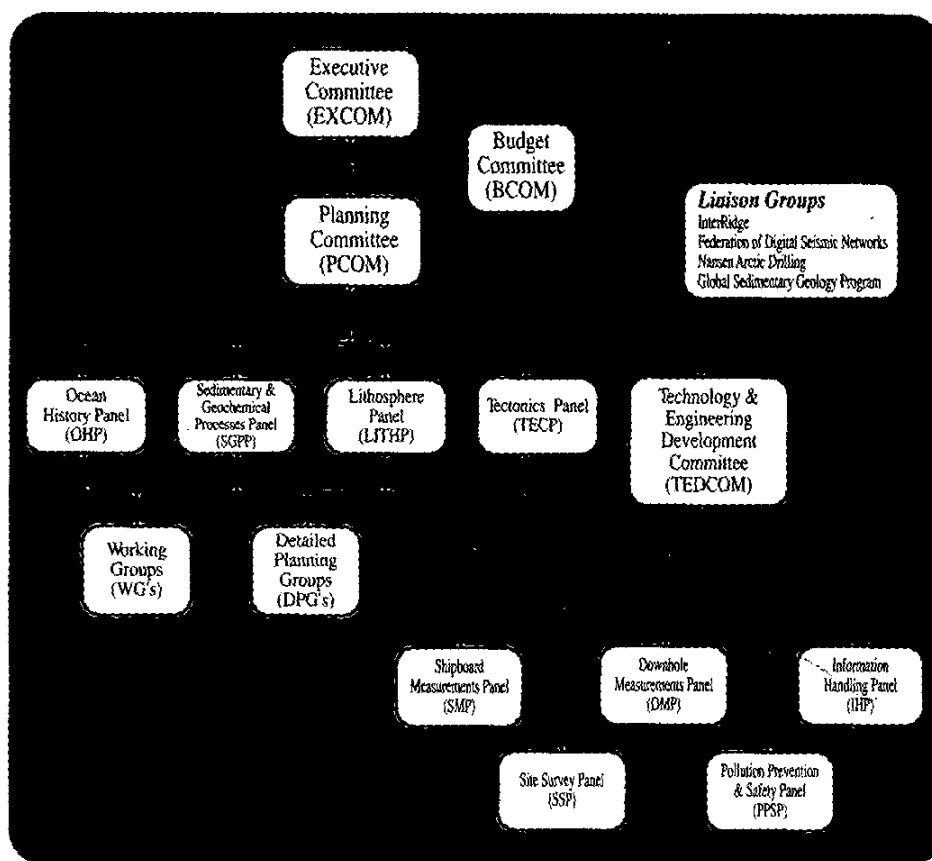 Executive
Committee
(EXCOM)
Budget
Committee
(BCOM)
Planning
Committee
(PCOM)
Liaison Groups
InterRidge
Federation of Digital Seismic Networks
Nansen Arctic Drilling
Global Sedimentary Geology Program
Ocean
History Panel
(OHP)
Sedimentary &
Geochemical
Processes Panel
(SGPP)
Lithosphere
Panel
(LITHP)
Tectonics Panel
(TECP)
Technology &
Engineering
Development
Committee
(TEDCOM)
Working
Groups
(WG's)
Detailed
Planning
Groups
(DPG's)
Shipboard
Measurements Panel
(SMP)
Downhole
Measurements Panel
(DMP)
Information
Handling Panel
(IHP)
Site Survey Panel
(SSP)
Pollution Prevention
& Safety Panel
(PPSP)